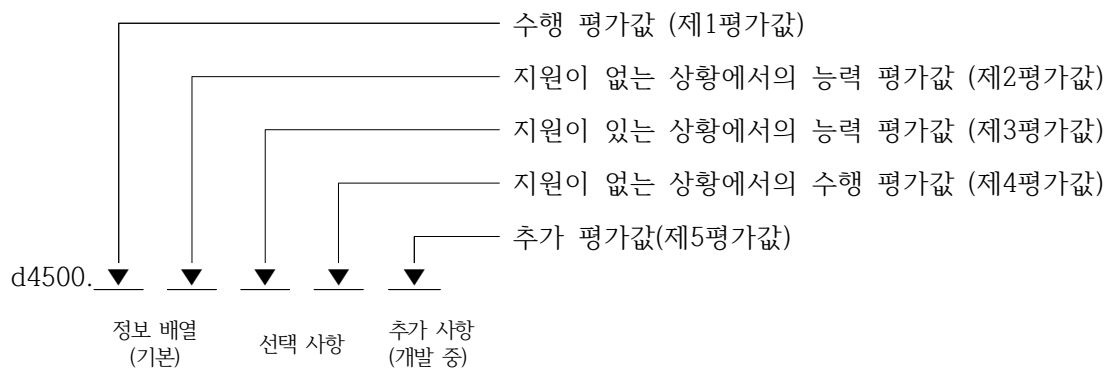 수행 평가값 (제1평가값)
지원이 없는 상황에서의 능력 평가값 (제2평가값)
지원이 있는 상황에서의 능력 평가값 (제3평가값)
지원이 없는 상황에서의 수행 평가값 (제4평가값)
추가 평가값(제5평가값)
d4500.
정보 배열
(기본)
선택 사항
추가 사항
(개발 중)